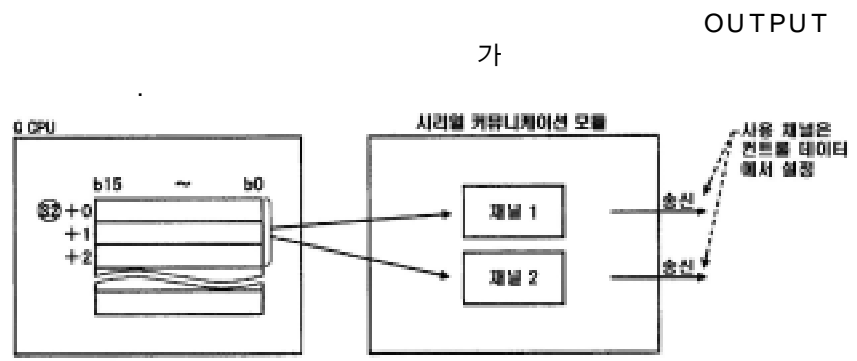 OUTPUT
가
.
Q CPU
시리얼 커뮤니케이션 모듈
b15 ~ b0
S2 +0
+1
+2
채널 1
채널 2
송신
송신
사용 채널은
컨트롤 데이터
에서 설정